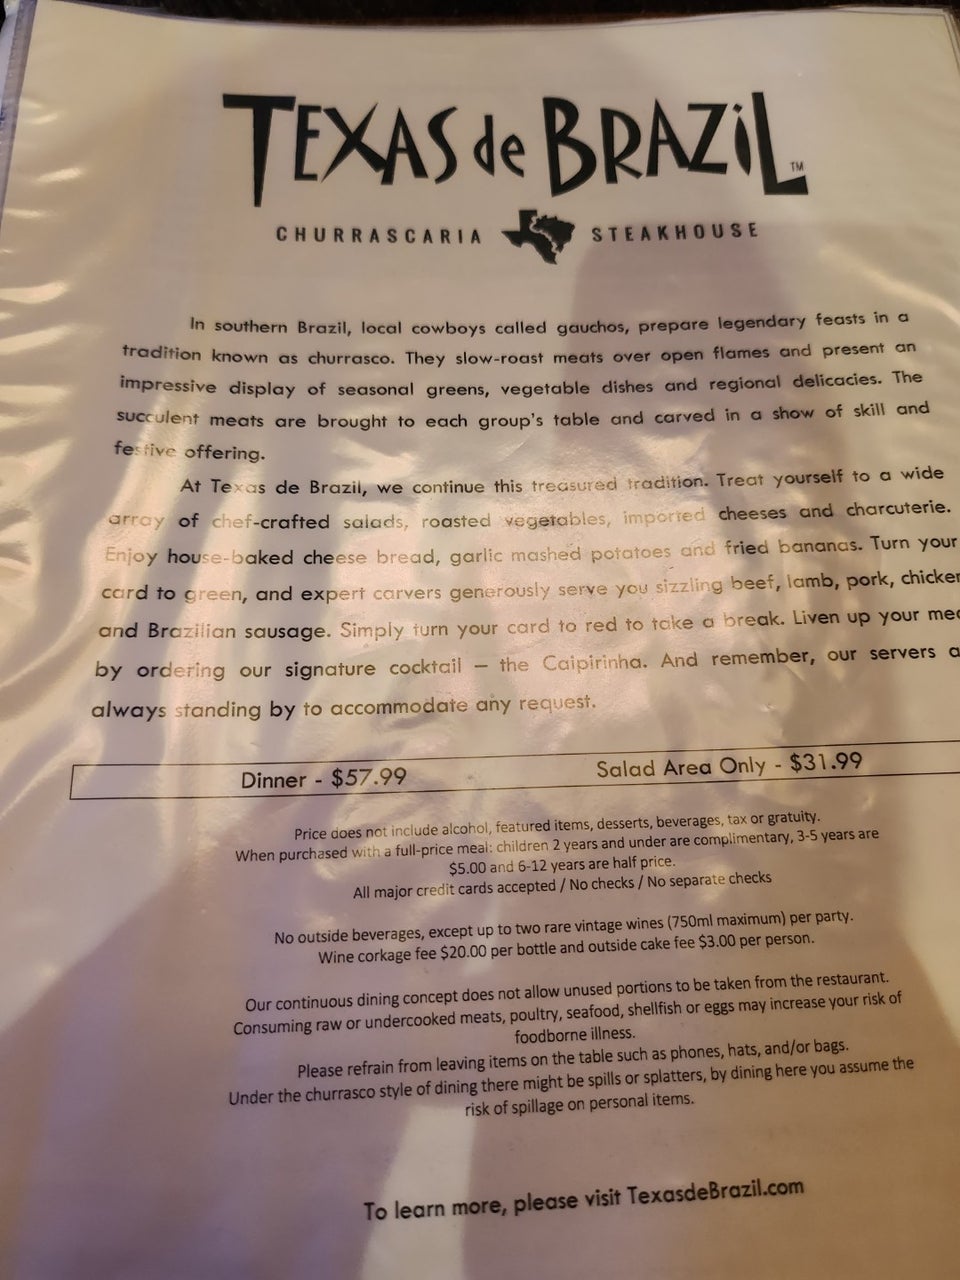 TEXAS de BRAZiL TM
CHURRASCARIA STEAKHOUSE
In southern Brazil, local cowboys called gauchos, prepare legendary feasts in a
tradition known as churrasco. They slow-roast meats over open flames and present an
impressive display of seasonal greens, vegetable dishes and regional delicacies. The
succulent meats are brought to each group's table and carved in a show of skill and
festive offering.
At Texas de Brazil, we continue this treasured tradition. Treat yourself to a wide
array of chef-crafted salads, roasted vegetables, imported cheeses and charcuterie.
Enjoy house-baked cheese bread, garlic mashed potatoes and fried bananas. Turn your
card to green, and expert carvers generously serve you sizzling beef, lamb, pork, chicken
and Brazilian sausage. Simply turn your card to red to take a break. Liven up your
by ordering our signature cocktail – the Caipirinha. And remember, our servers
always standing by to accommodate any request.
Dinner - $57.99 Salad Area Only - $31.99
Price does not include alcohol, featured items, desserts, beverages, tax or gratuity.
When purchased with a full-price meal: children 2 years and under are complimentary, 3-5 years are
$5.00 and 6-12 years are half price.
All major credit cards accepted / No checks / No separate checks
No outside beverages, except up to two rare vintage wines (750ml maximum) per party.
Wine corkage fee $20.00 per bottle and outside cake fee $3.00 per person.
Our continuous dining concept does not allow unused portions to be taken from the restaurant.
Consuming raw or undercooked meats, poultry, seafood, shellfish or eggs may increase your risk of
foodborne illness.
Please refrain from leaving items on the table such as phones, hats, and/or bags.
Under the churrasco style of dining there might be spills or splatters, by dining here you assume the
risk of spillage on personal items.
To learn more, please visit TexasdeBrazil.com